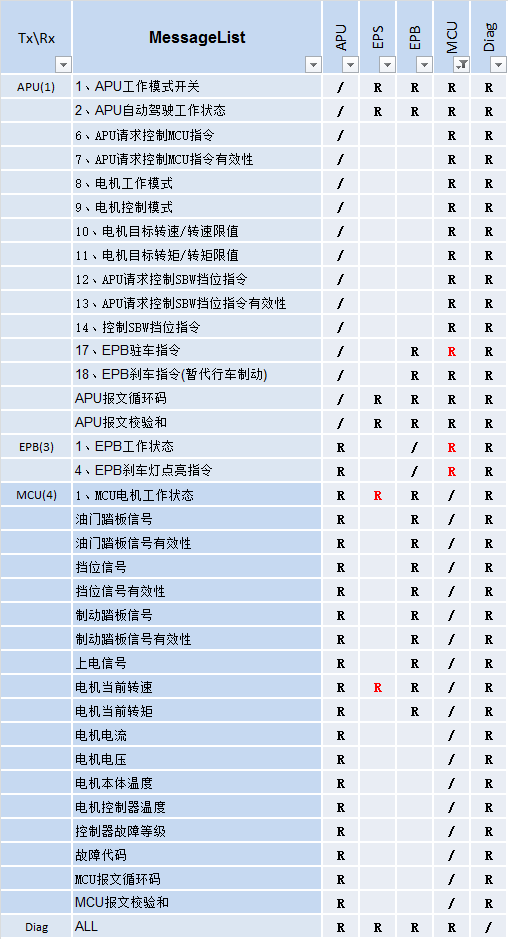 Tx\Rx MessageList APU EPS EPB MCU Diag
APU(1) 1、APU工作模式开关 / R R R R
2、APU自动驾驶工作状态 / R R R R
6、APU请求控制MCU指令 / R R
7、APU请求控制MCU指令有效性 / R R
8、电机工作模式 / R R
9、电机控制模式 / R R
10、电机目标转速/转速限值 / R R
11、电机目标转矩/转矩限值 / R R
12、APU请求控制SBW挡位指令 / R R
13、APU请求控制SBW挡位指令有效性 / R R
14、控制SBW挡位指令 / R R
17、EPB驻车指令 / R R R
18、EPB刹车指令(暂代行车制动) / R R R
APU报文循环码 / R R R R
APU报文校验和 / R R R R
EPB(3) 1、EPB工作状态 R / R R
4、EPB刹车灯点亮指令 R / R R
MCU(4) 1、MCU电机工作状态 R R R / R
油门踏板信号 R R / R
油门踏板信号有效性 R R / R
挡位信号 R R / R
挡位信号有效性 R R / R
制动踏板信号 R R / R
制动踏板信号有效性 R R / R
上电信号 R R / R
电机当前转速 R R R / R
电机当前转矩 R R / R
电机电流 R / R
电机电压 R / R
电机本体温度 R / R
电机控制器温度 R / R
控制器故障等级 R / R
故障代码 R / R
MCU报文循环码 R / R
MCU报文校验和 R / R
Diag ALL R R R R /